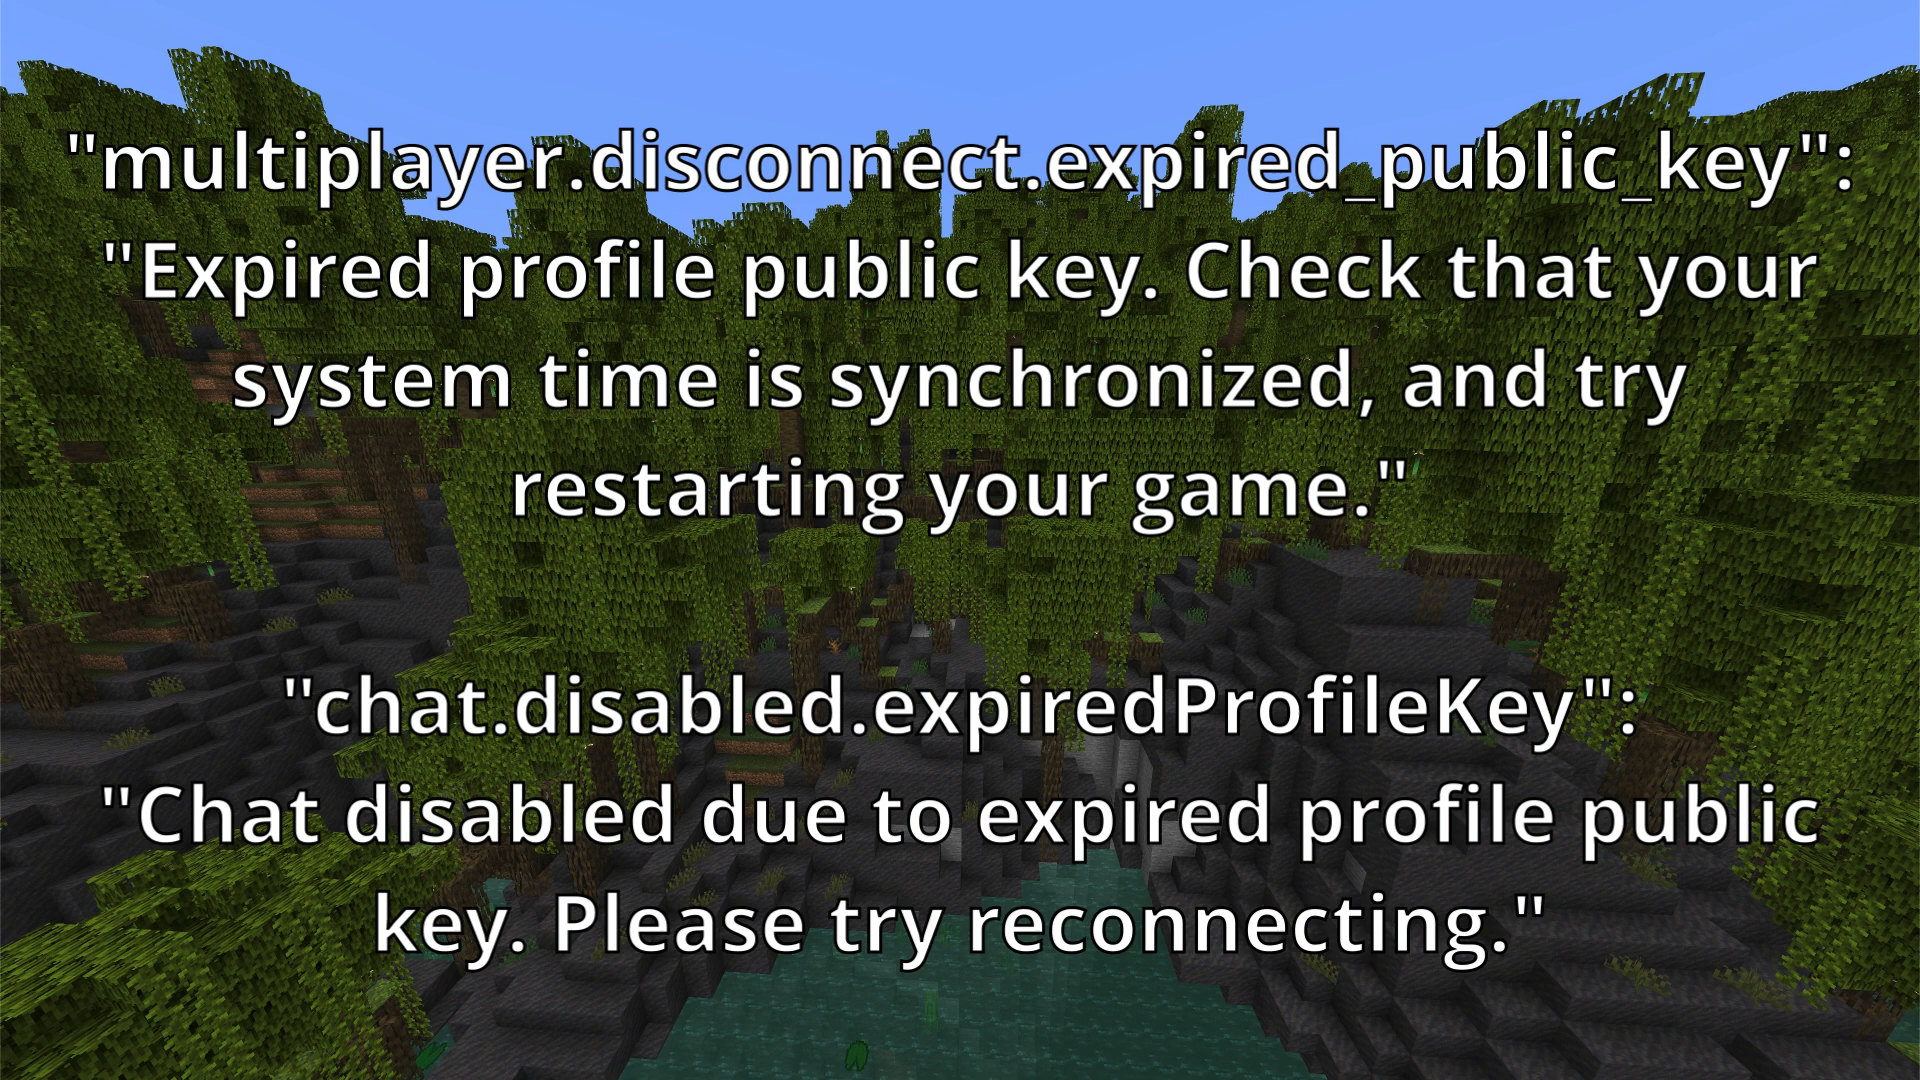 "multiplayer.disconnect.expired_public_key":
"Expired profile public key. Check that your
system time is synchronized, and try
restarting your game."
"chat.disabled.expiredProfileKey":
"Chat disabled due to expired profile public
key. Please try reconnecting."